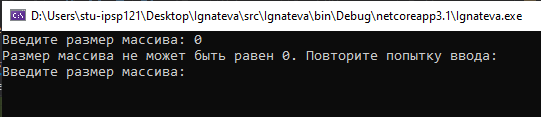 D:\Users\stu-ipsp121\Desktop\Ignateva\src\Ignateva\bin\Debug\netcoreapp3.1\Ignateva.exe
Введите размер массива: 0
Размер массива не может быть равен 0. Повторите попытку ввода:
Введите размер массива: